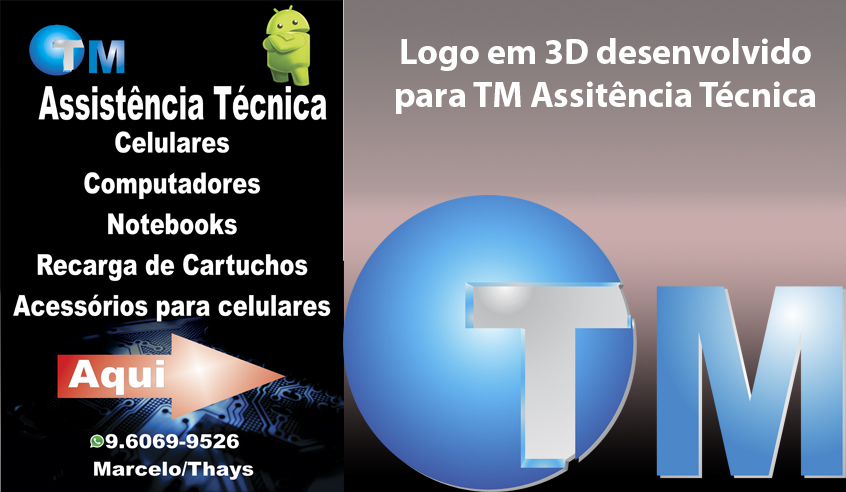 TM
Assistência Técnica
Celulares
Computadores
Notebooks
Recarga de Cartuchos
Acessórios para celulares
Aqui
9.6069-9526
Marcelo/Thays
Logo em 3D desenvolvido
para TM Assitência Técnica
TM